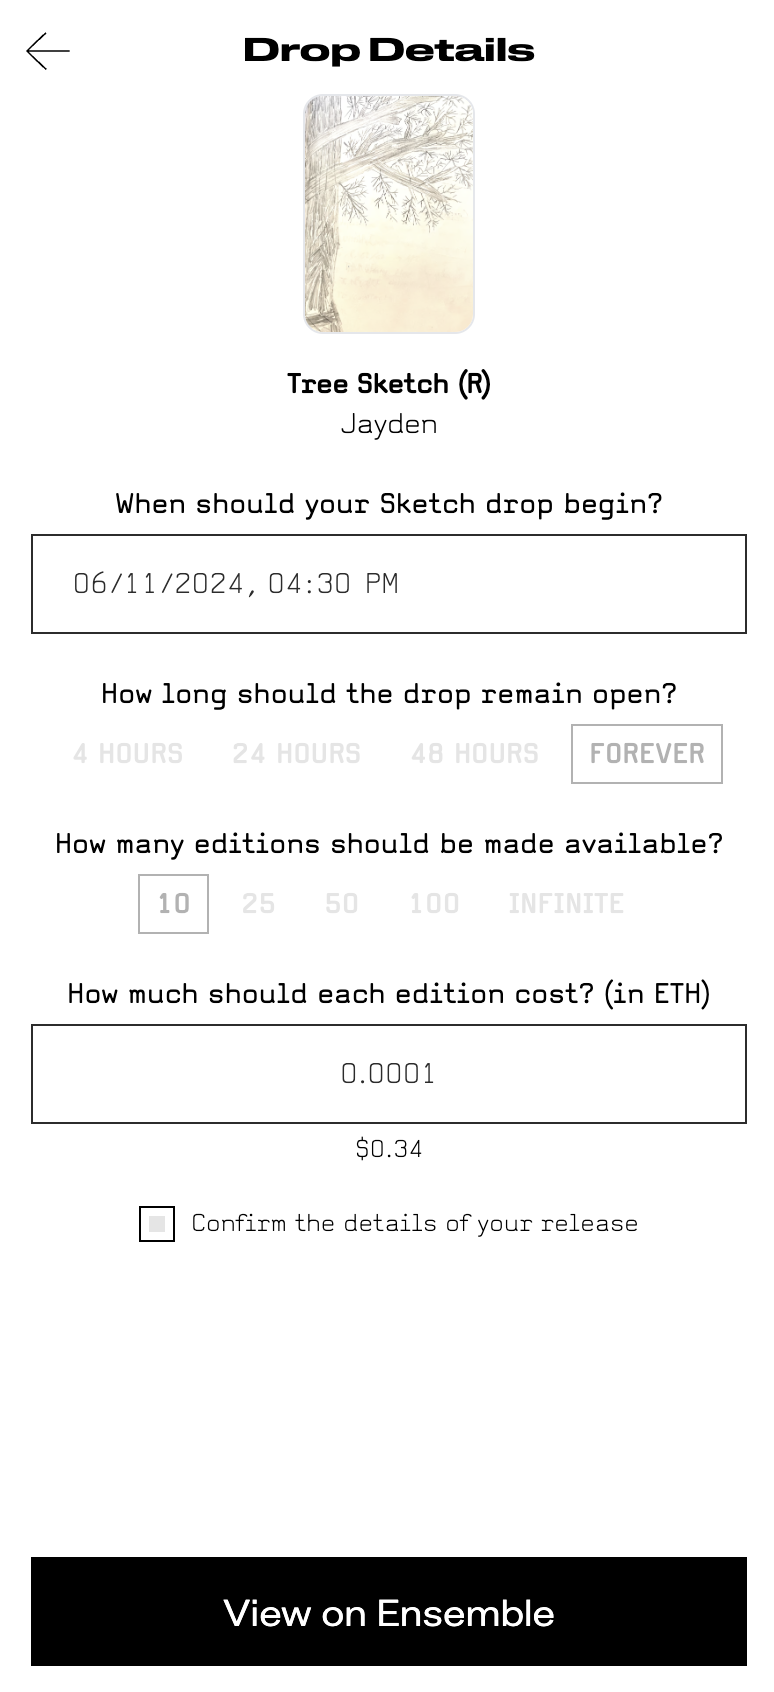 Drop Details
Tree Sketch (R)
Jayden
When should your Sketch drop begin?
06/11/2024, 04:30 PM
How long should the drop remain open?
4 HOURS 24 HOURS 48 HOURS FOREVER
How many editions should be made available?
10 25 50 100 INFINITE
How much should each edition cost? (in ETH)
0.0001
$0.34
Confirm the details of your release
View on Ensemble